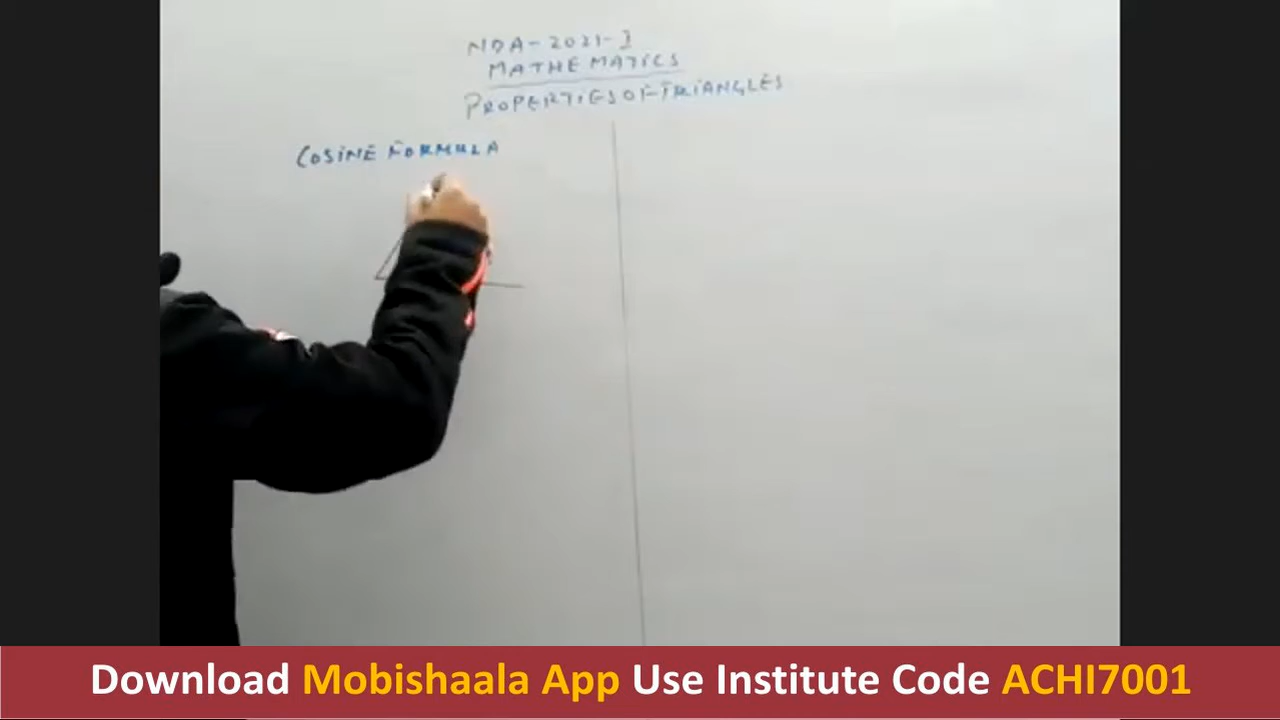 NDA-2021-I
MATHEMATICS
PROPERTIES OF TRIANGLES
COSINE FORMULA
Download Mobishaala App Use Institute Code ACHI7001